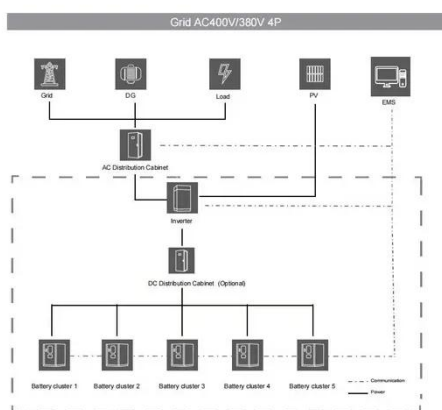 Grid AC400V/380V 4P
Grid
DG
Load
PV
EMS
AC Distribution Cabinet
Inverter
DC Distribution Cabinet (Optional)
Battery cluster 1
Battery cluster 2
Battery cluster 3
Battery cluster 4
Battery cluster 5
Communication
Power